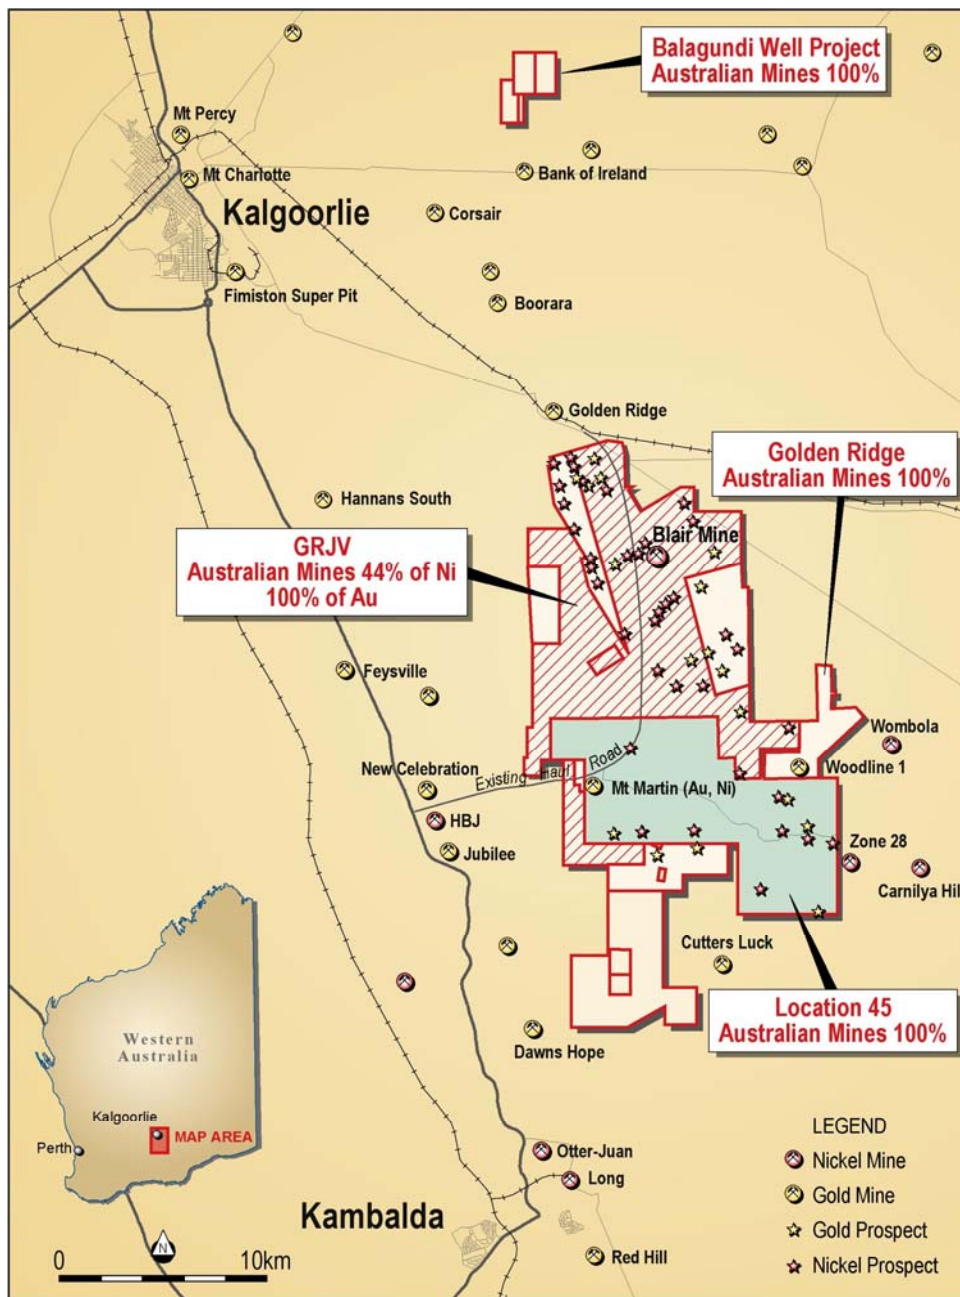 Balagundi Well Project
Australian Mines 100%
Mt Percy
Mt Charlotte
Bank of Ireland
Kalgoorlie
Corsair
Fimiston Super Pit
Boorara
Golden Ridge
Golden Ridge
Australian Mines 100%
Hannans South
Blair Mine
GRJV
Australian Mines 44% of Ni
100% of Au
Feysville
Wombola
New Celebration
Existing Haul Road
Woodline 1
Mt Martin (Au, Ni)
HBJ
Jubilee
Zone 28
Carnilya Hil
Cutters Luck
Location 45
Australian Mines 100%
Dawns Hope
Western
Australia
Kalgoorlie
MAP AREA
Perth
Otter-Juan
Long
Kambalda
Red Hill
N
0 10km
LEGEND
Nickel Mine
Gold Mine
Gold Prospect
Nickel Prospect